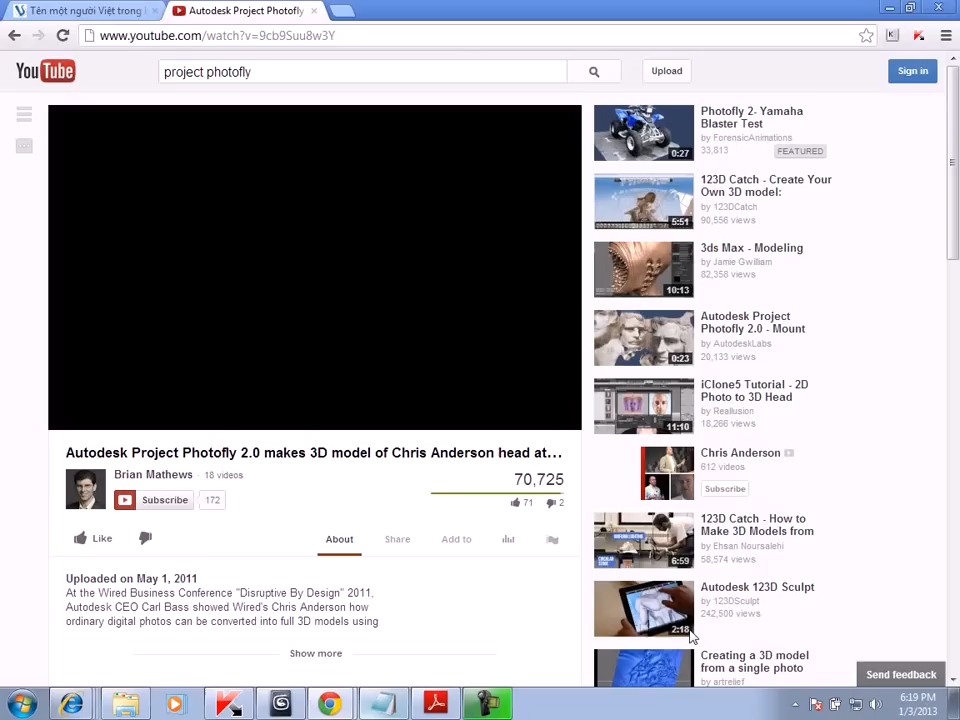 Tên một người Việt trong
Autodesk Project Photofly
www.youtube.com/watch?v=9cb9Suu8w3Y
YouTube
project photofly
Upload
Sign in
Photofly 2- Yamaha
Blaster Test
by ForensicAnimations
33,813
FEATURED
0:27
123D Catch - Create Your
Own 3D model:
by 123DCatch
90,556 views
5:51
3ds Max - Modeling
by Jamie Gwilliam
82,358 views
10:13
Autodesk Project
Photofly 2.0 - Mount
by AutodeskLabs
20,133 views
0:23
iClone5 Tutorial - 2D
Photo to 3D Head
by Reallusion
18,266 views
11:10
Chris Anderson
612 videos
Subscribe
123D Catch - How to
Make 3D Models from
by Ehsan Noursalehi
58,574 views
6:59
Autodesk 123D Sculpt
by 123DSculpt
242,500 views
2:18
Creating a 3D model
from a single photo
by artrelief
Autodesk Project Photofly 2.0 makes 3D model of Chris Anderson head at...
Brian Mathews · 18 videos
Subscribe 172
70,725
71 2
Like
About
Share
Add to
Uploaded on May 1, 2011
At the Wired Business Conference "Disruptive By Design" 2011,
Autodesk CEO Carl Bass showed Wired's Chris Anderson how
ordinary digital photos can be converted into full 3D models using
Show more
Send feedback
6:19 PM
1/3/2013